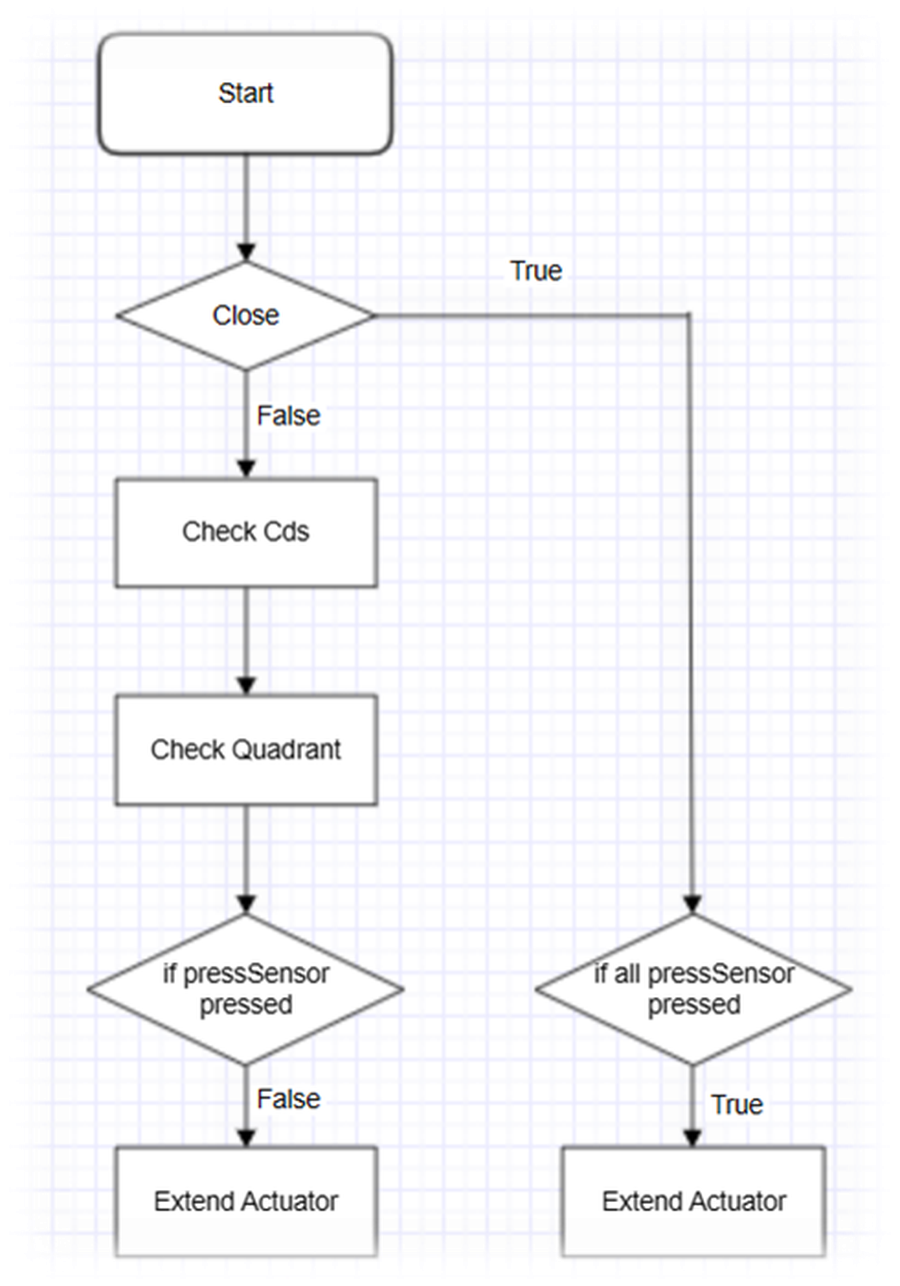 Start
True
Close
False
Check Cds
Check Quadrant
if pressSensor
pressed
if all pressSensor
pressed
False
True
Extend Actuator
Extend Actuator